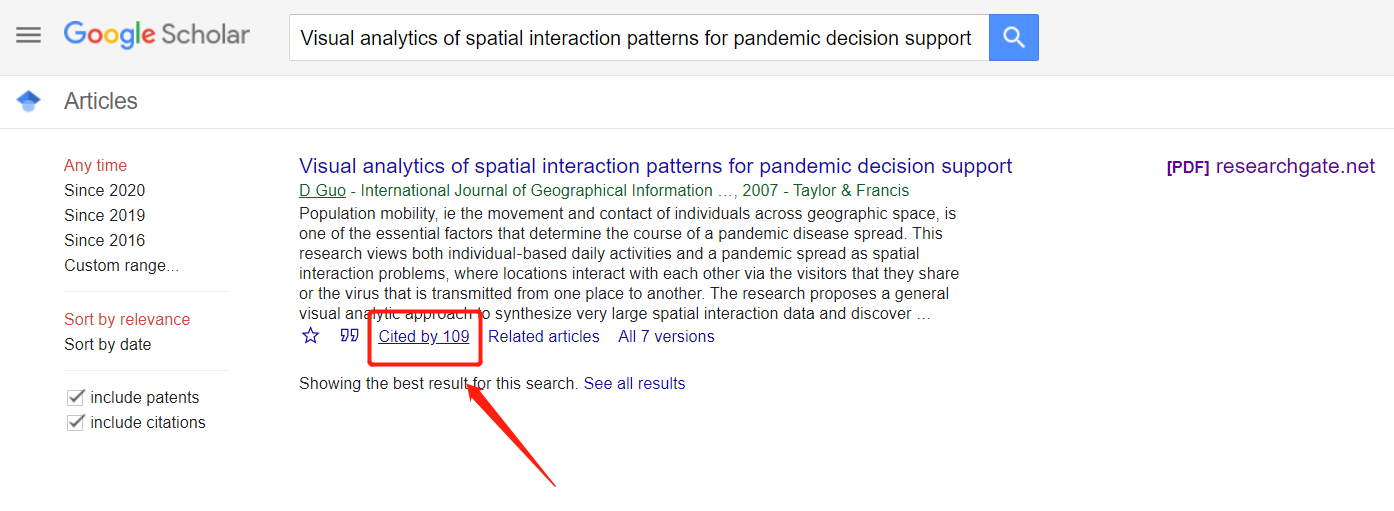 Google Scholar
Visual analytics of spatial interaction patterns for pandemic decision support
Articles
Any time
Since 2020
Since 2019
Since 2016
Custom range...
Sort by relevance
Sort by date
include patents
include citations
Visual analytics of spatial interaction patterns for pandemic decision support
D Guo - International Journal of Geographical Information …, 2007 - Taylor & Francis
Population mobility, ie the movement and contact of individuals across geographic space, is
one of the essential factors that determine the course of a pandemic disease spread. This
research views both individual-based daily activities and a pandemic spread as spatial
interaction problems, where locations interact with each other via the visitors that they share
or the virus that is transmitted from one place to another. The research proposes a general
visual analytic approach to synthesize very large spatial interaction data and discover …
Cited by 109 Related articles All 7 versions
Showing the best result for this search. See all results
[PDF] researchgate.net